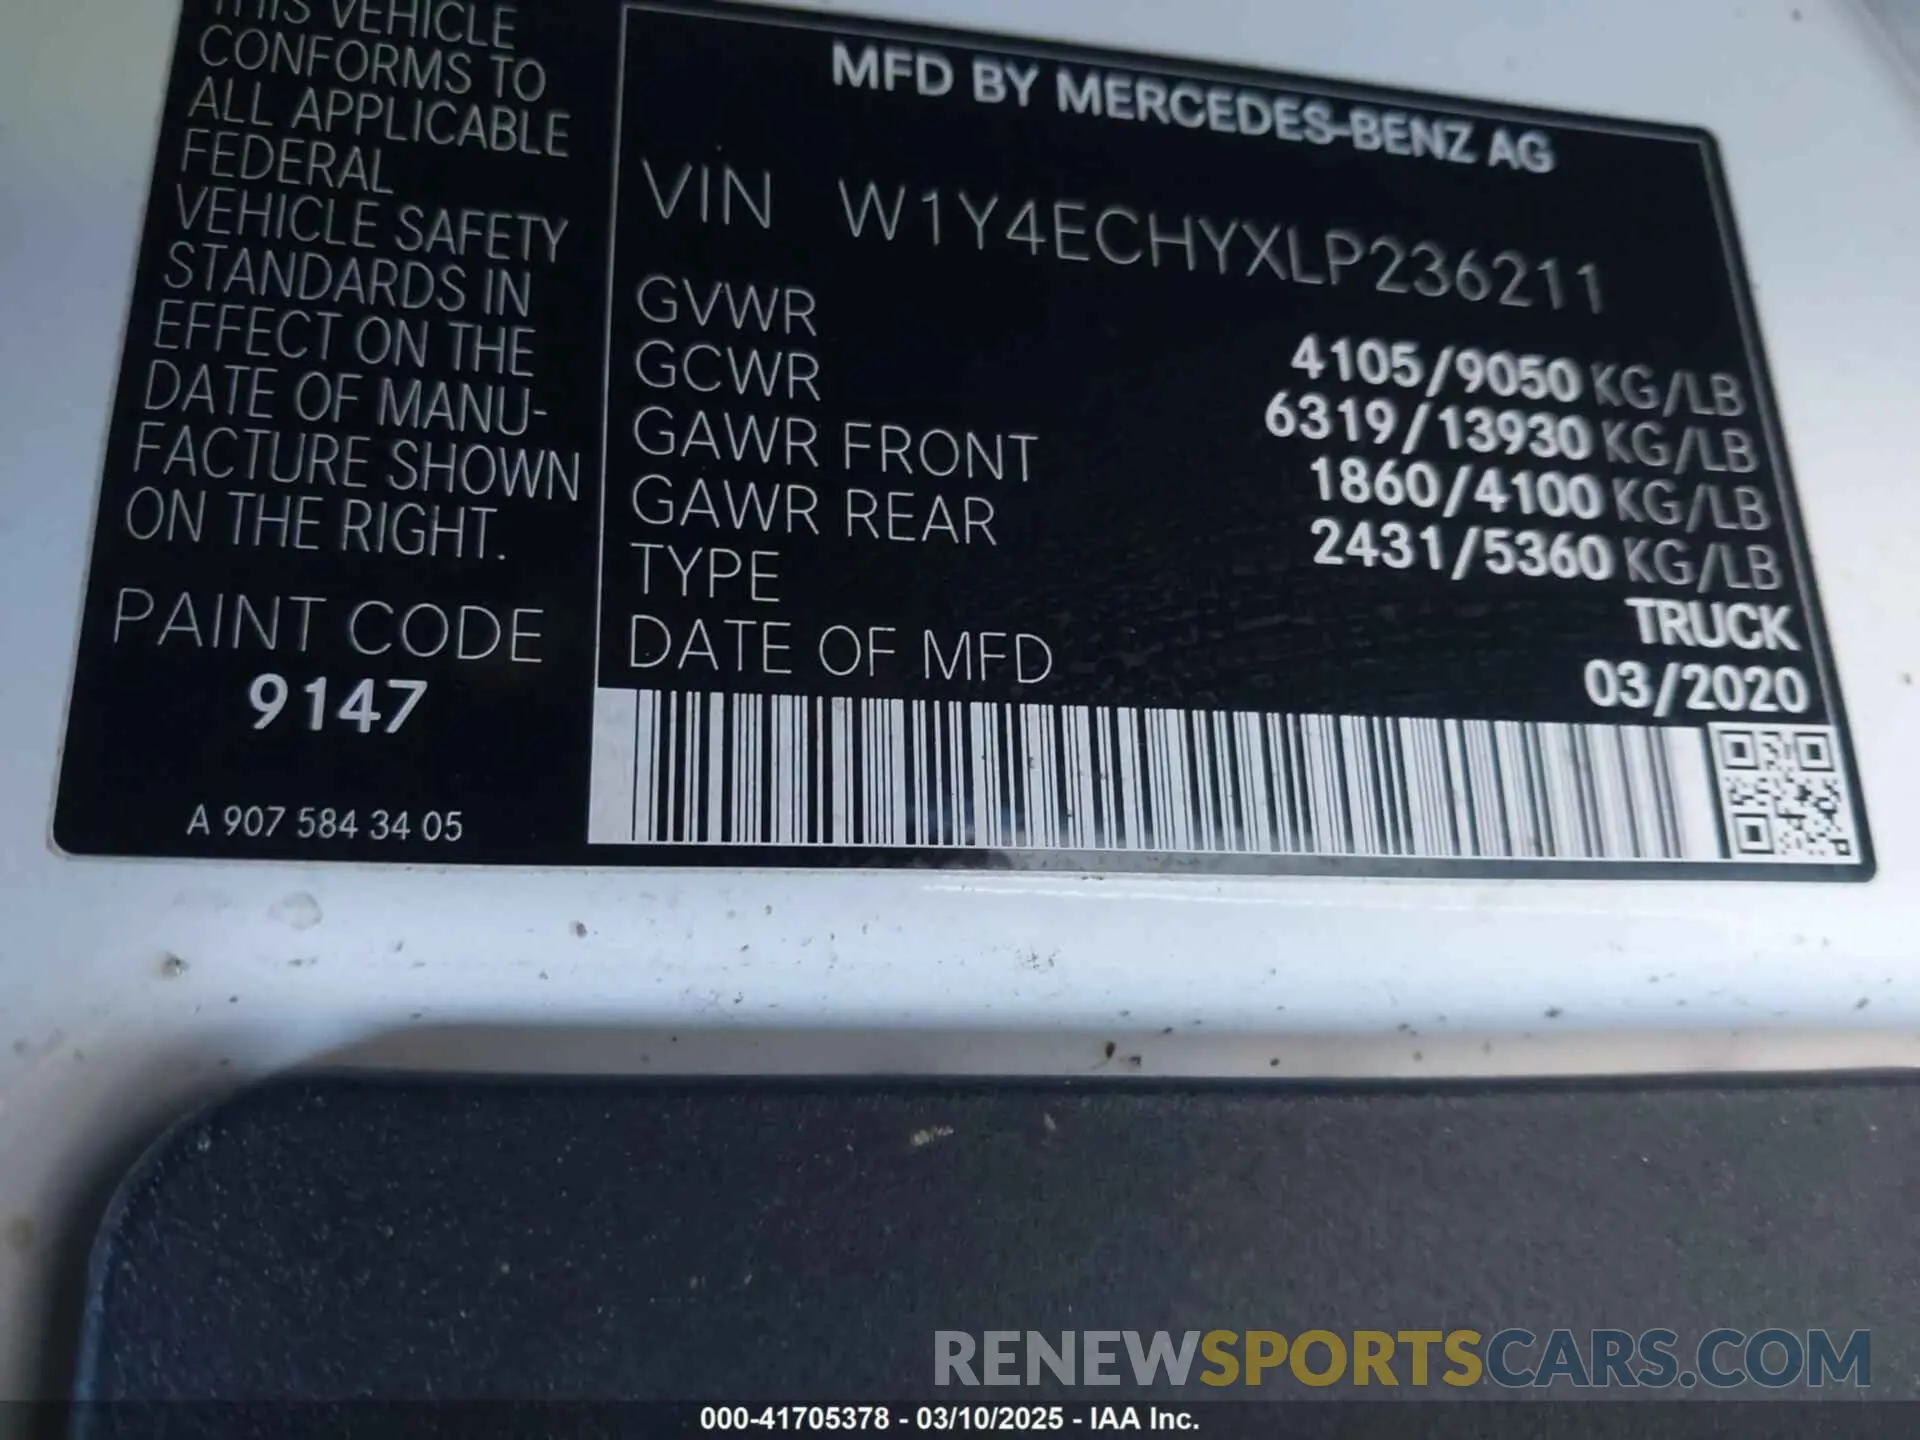 THIS VEHICLE
CONFORMS TO
ALL APPLICABLE
FEDERAL
VEHICLE SAFETY
STANDARDS IN
EFFECT ON THE
DATE OF MANU-
FACTURE SHOWN
ON THE RIGHT.
PAINT CODE
9147
A 907 584 34 05
MFD BY MERCEDES-BENZ AG
VIN W1Y4ECHYXLP236211
GVWR 4105/9050 KG/LB
GCWR 6319/13930 KG/LB
GAWR FRONT 1860/4100 KG/LB
GAWR REAR 2431/5360 KG/LB
TYPE TRUCK
DATE OF MFD 03/2020
RENEWSPORTSCARS.COM
000-41705378 - 03/10/2025 - IAA Inc.